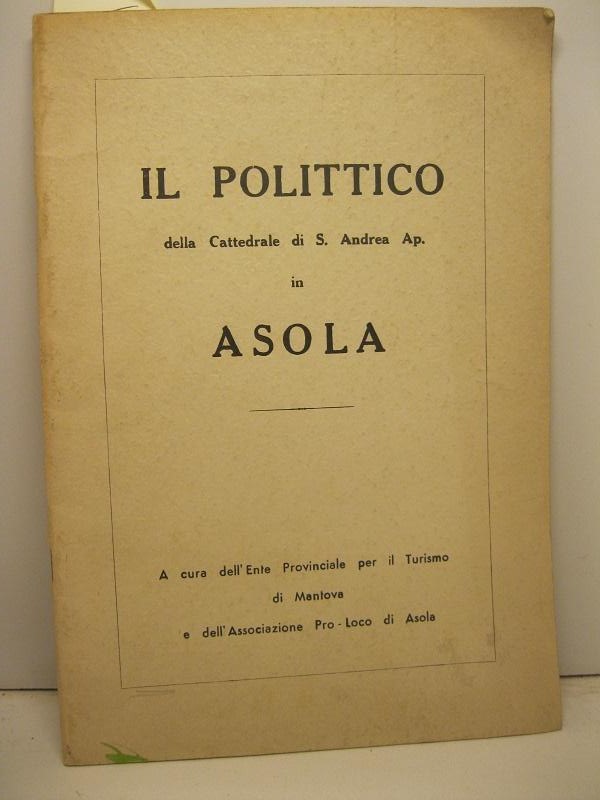 IL POLITTICO
della Cattedrale di S. Andrea Ap.
in
ASOLA
A cura dell'Ente Provinciale per il Turismo
di Mantova
e dell'Associazione Pro - Loco di Asola